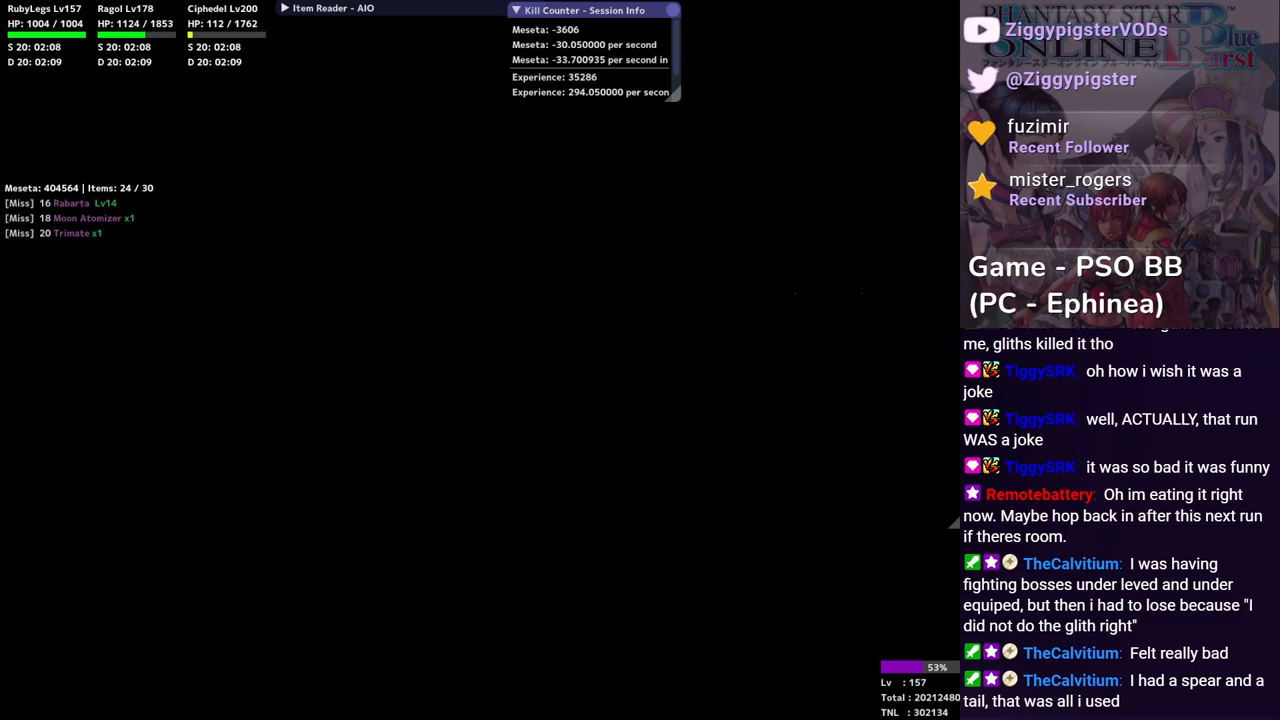 RubyLegs Lv157
HP: 1004 / 1004
S 20: 02:08
D 20: 02:09
Ragol Lv178
HP: 1124 / 1853
S 20: 02:08
D 20: 02:09
Ciphedel Lv200
HP: 112 / 1762
S 20: 02:08
D 20: 02:09
Item Reader - AIO
Kill Counter - Session Info
Meseta: -3606
Meseta: -30.050000 per second
Meseta: -33.700935 per second in
Experience: 35286
Experience: 294.050000 per secon
Meseta: 404564 | Items: 24 / 30
[Miss] 16 Rabarta Lv14
[Miss] 18 Moon Atomizer x1
[Miss] 20 Trimate x1
53%
Lv : 157
Total : 20212480
TNL : 302134
PHANTASY STAR
ONLINE Blue
Burst
ZiggypigsterVODs
@Ziggypigster
fuzimir
Recent Follower
mister_rogers
Recent Subscriber
Game - PSO BB
(PC - Ephinea)
me, gliths killed it tho
TiggySRK oh how i wish it was a
joke
TiggySRK well, ACTUALLY, that run
WAS a joke
TiggySRK it was so bad it was funny
Remotebattery: Oh im eating it right
now. Maybe hop back in after this next run
if theres room.
TheCalvitium: I was having
fighting bosses under leved and under
equiped, but then i had to lose because "I
did not do the glith right"
TheCalvitium: Felt really bad
TheCalvitium: I had a spear and a
tail, that was all i used